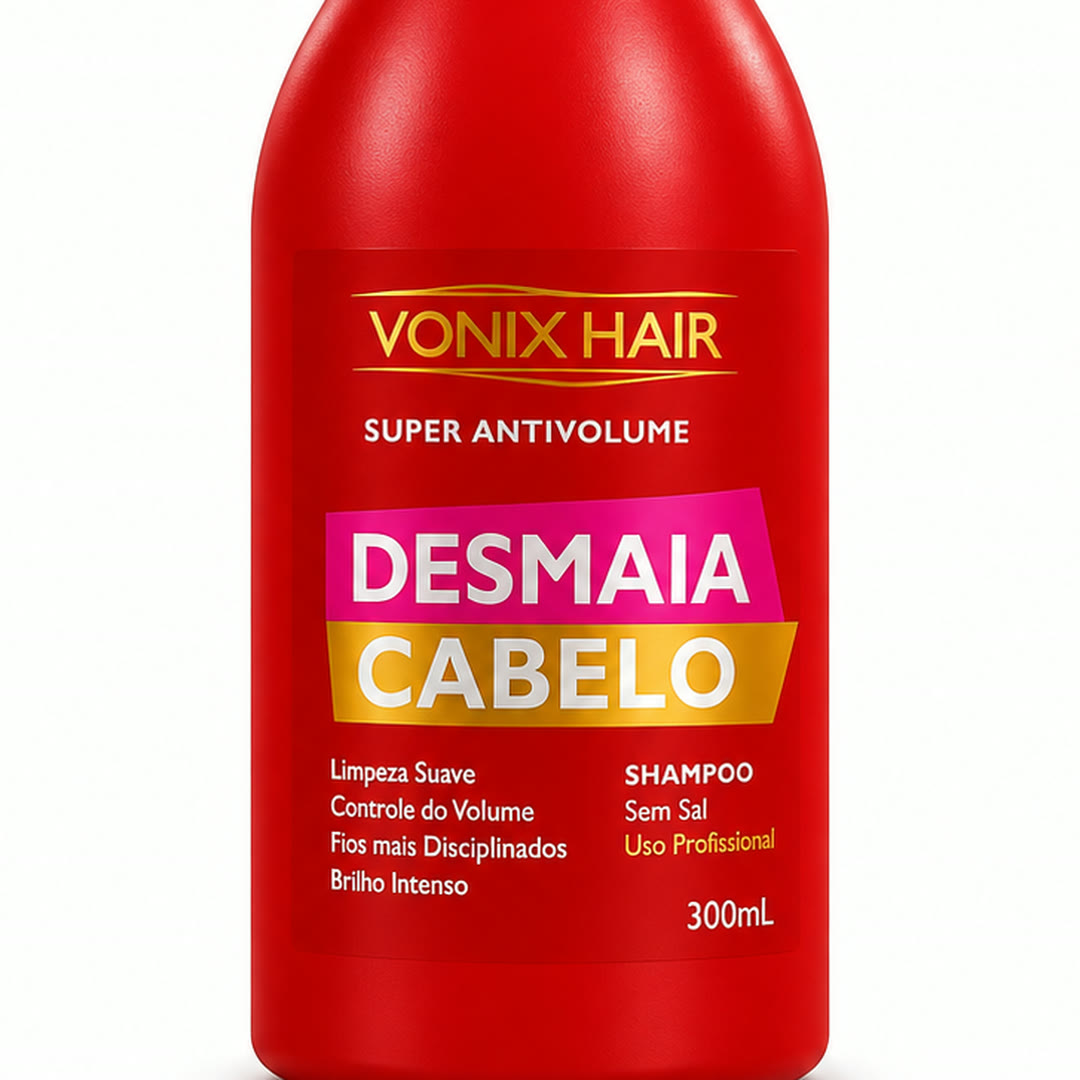 VONIX HAIR
SUPER ANTIVOLUME
DESMAIA
CABELO
Limpeza Suave
Controle do Volume
Fios mais Disciplinados
Brilho Intenso
SHAMPOO
Sem Sal
Uso Profissional
300mL